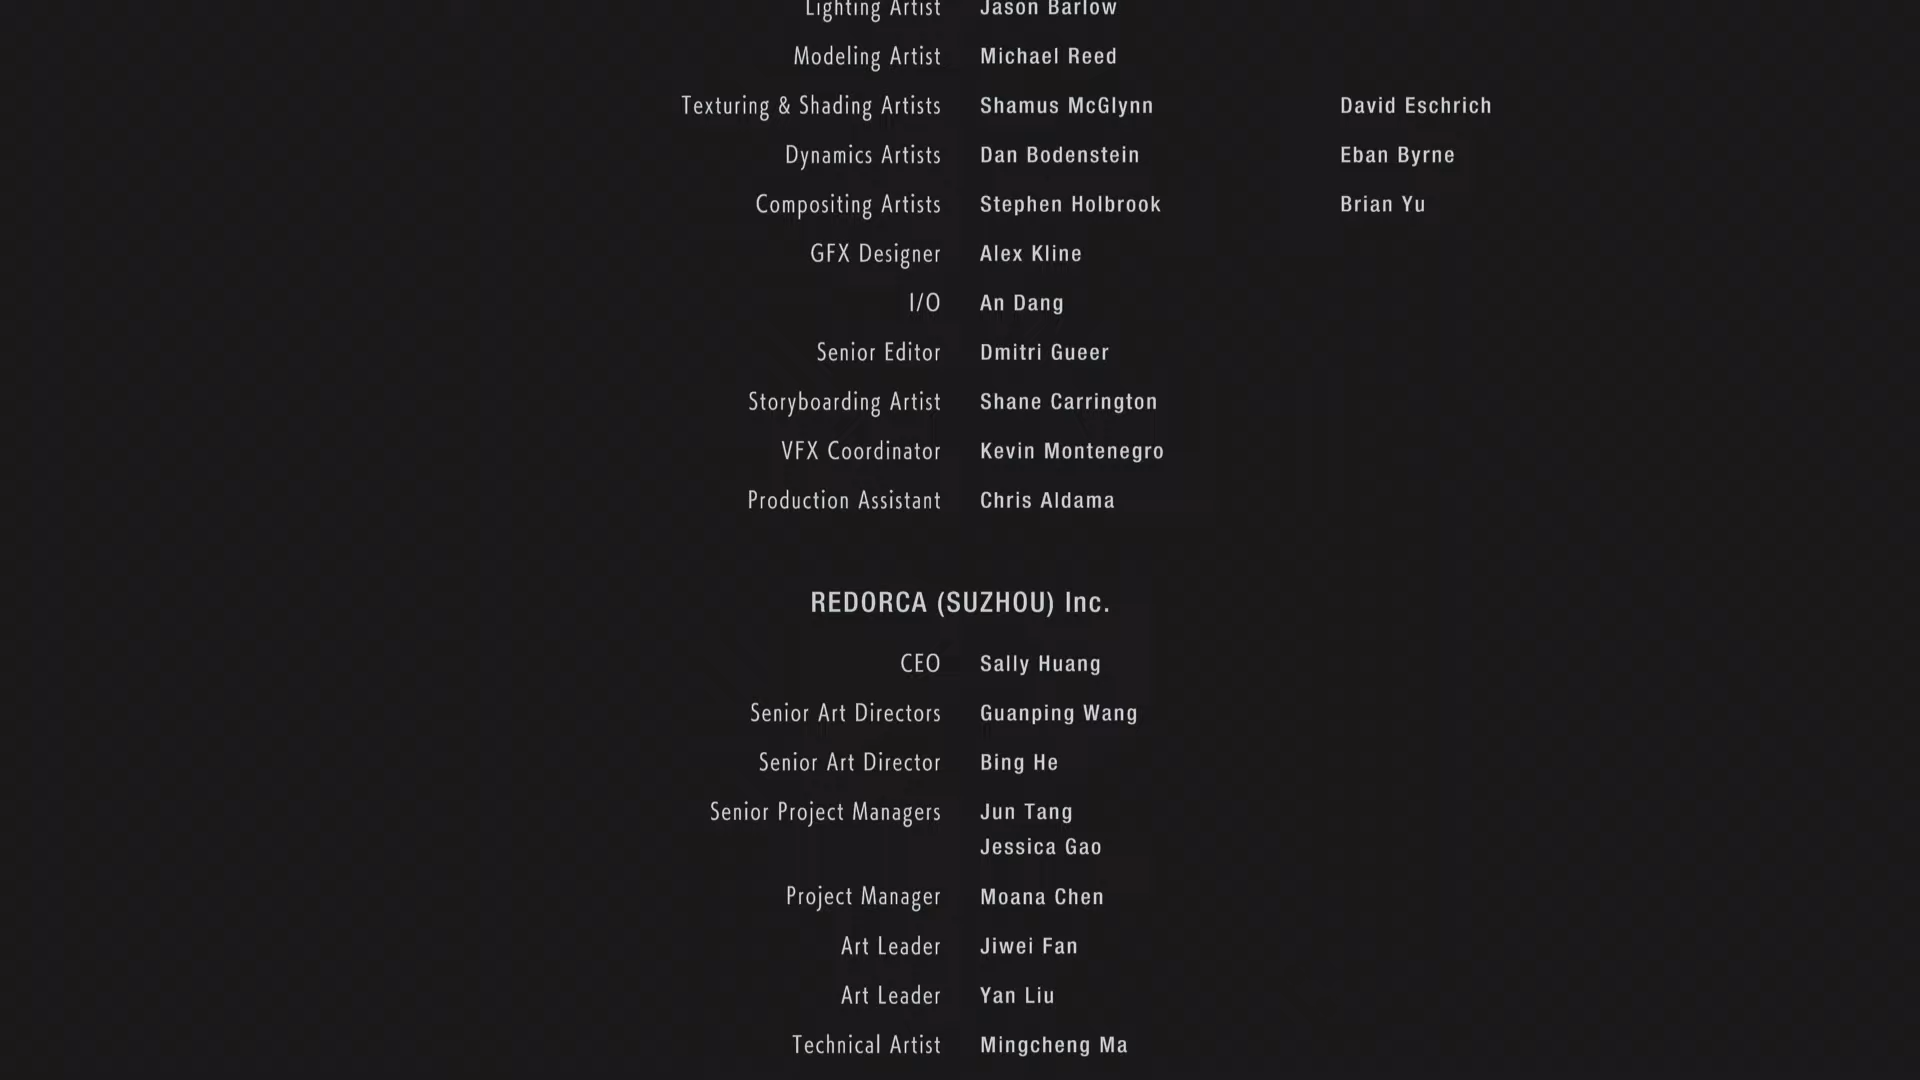 Lighting Artist Jason Barlow
Modeling Artist Michael Reed
Texturing & Shading Artists Shamus McGlynn David Eschrich
Dynamics Artists Dan Bodenstein Eban Byrne
Compositing Artists Stephen Holbrook Brian Yu
GFX Designer Alex Kline
I/O An Dang
Senior Editor Dmitri Gueer
Storyboarding Artist Shane Carrington
VFX Coordinator Kevin Montenegro
Production Assistant Chris Aldama
REDORCA (SUZHOU) Inc.
CEO Sally Huang
Senior Art Directors Guanping Wang
Senior Art Director Bing He
Senior Project Managers Jun Tang
Jessica Gao
Project Manager Moana Chen
Art Leader Jiwei Fan
Art Leader Yan Liu
Technical Artist Mingcheng Ma